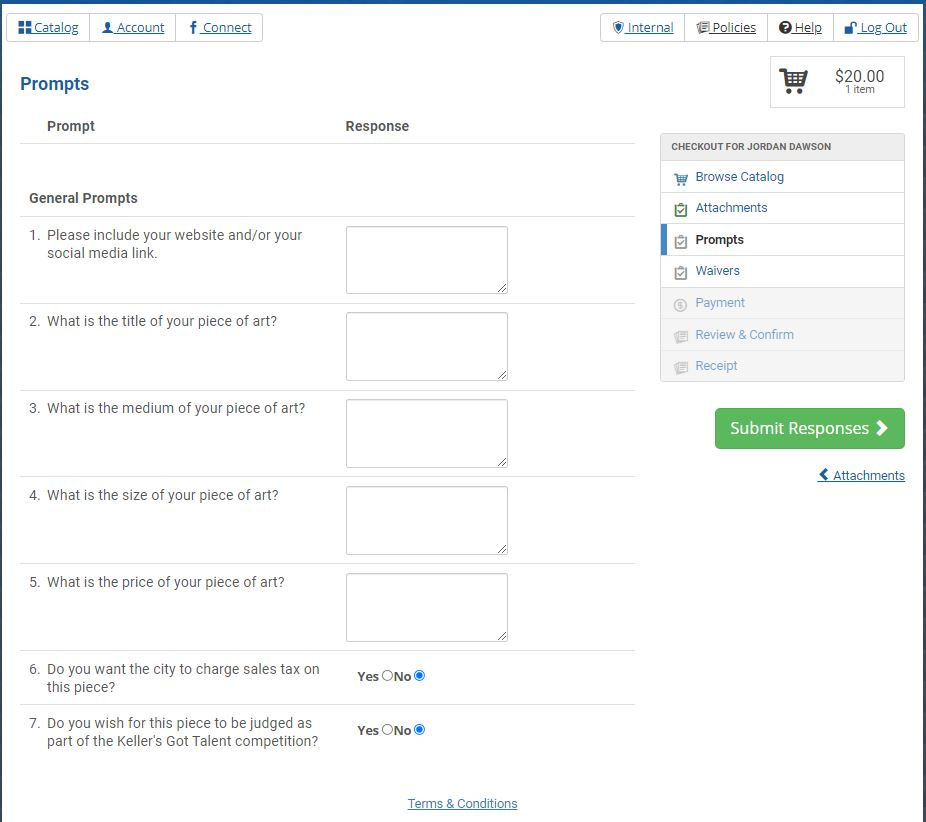 Catalog Account Connect Internal Policies Help Log Out
$20.00
1 item
Prompts
Prompt Response
General Prompts
1. Please include your website and/or your
social media link.
2. What is the title of your piece of art?
3. What is the medium of your piece of art?
4. What is the size of your piece of art?
5. What is the price of your piece of art?
6. Do you want the city to charge sales tax on
this piece?
Yes No
7. Do you wish for this piece to be judged as
part of the Keller's Got Talent competition?
Yes No
CHECKOUT FOR JORDAN DAWSON
Browse Catalog
Attachments
Prompts
Waivers
Payment
Review & Confirm
Receipt
Submit Responses
Attachments
Terms & Conditions